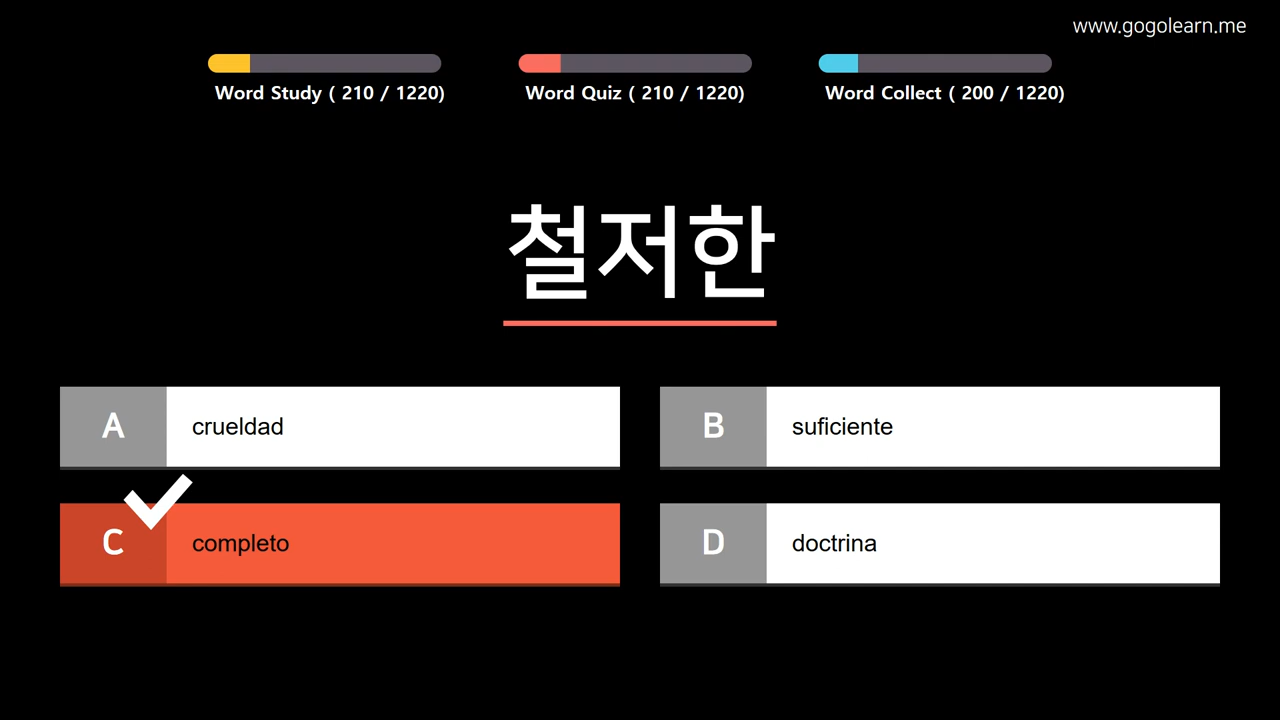 www.gogolearn.me
Word Study ( 210 / 1220)
Word Quiz ( 210 / 1220)
Word Collect ( 200 / 1220)
철저한
A crueldad
B suficiente
C completo
D doctrina